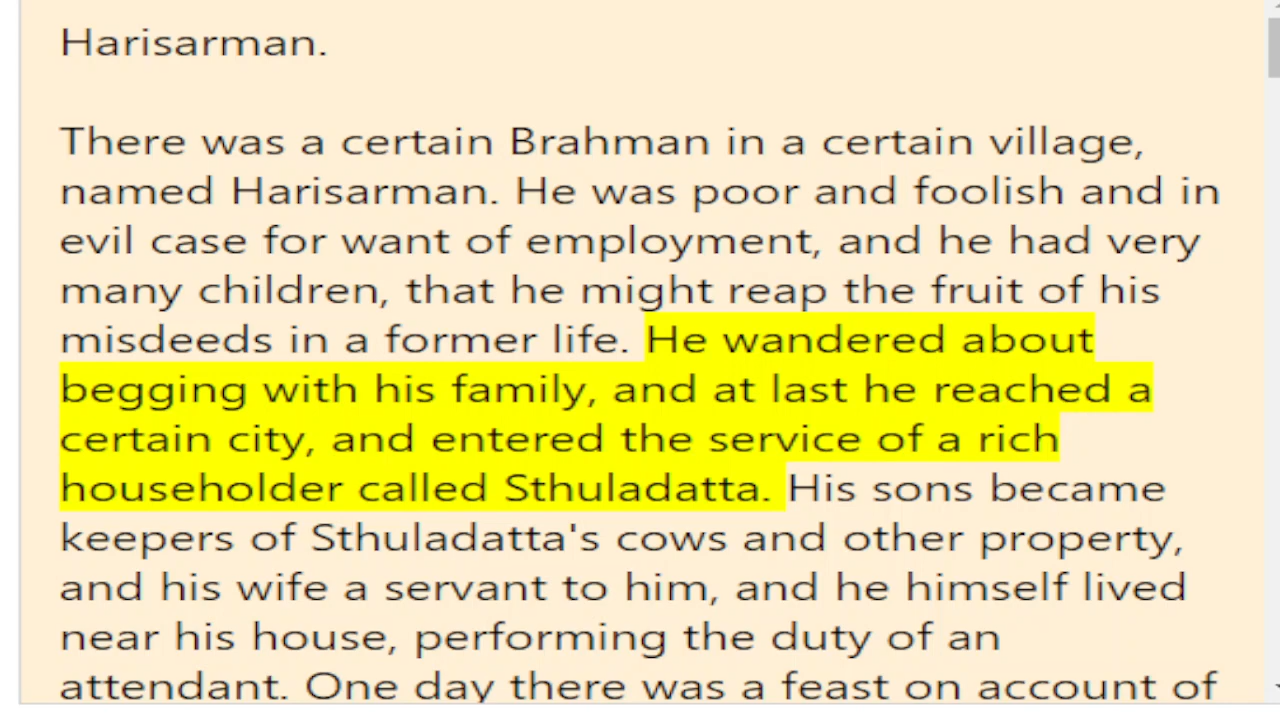 Harisarman.
There was a certain Brahman in a certain village,
named Harisarman. He was poor and foolish and in
evil case for want of employment, and he had very
many children, that he might reap the fruit of his
misdeeds in a former life. He wandered about
begging with his family, and at last he reached a
certain city, and entered the service of a rich
householder called Sthuladatta. His sons became
keepers of Sthuladatta's cows and other property,
and his wife a servant to him, and he himself lived
near his house, performing the duty of an
attendant. One day there was a feast on account of